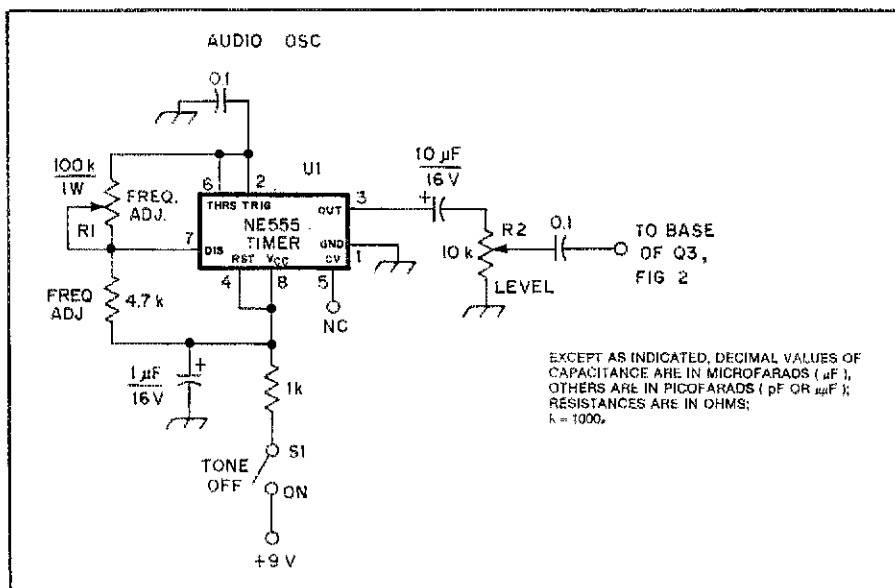 AUDIO OSC
0.1
U1
10 µF
16 V
100 k
1W
FREQ.
ADJ.
R1
6
2
THRS TRIG
OUT
3
NE555
TIMER
7
DIS
GND
1
RST VCC CV
4
8
5
NC
R2
10 k
LEVEL
0.1
TO BASE
OF Q3,
FIG 2
FREQ
ADJ
4.7 k
1 µF
16 V
+
+
1k
S1
TONE
OFF
ON
+9 V
EXCEPT AS INDICATED, DECIMAL VALUES OF
CAPACITANCE ARE IN MICROFARADS ( µF ),
OTHERS ARE IN PICOFARADS ( pF OR µµF );
RESISTANCES ARE IN OHMS;
k = 1000.